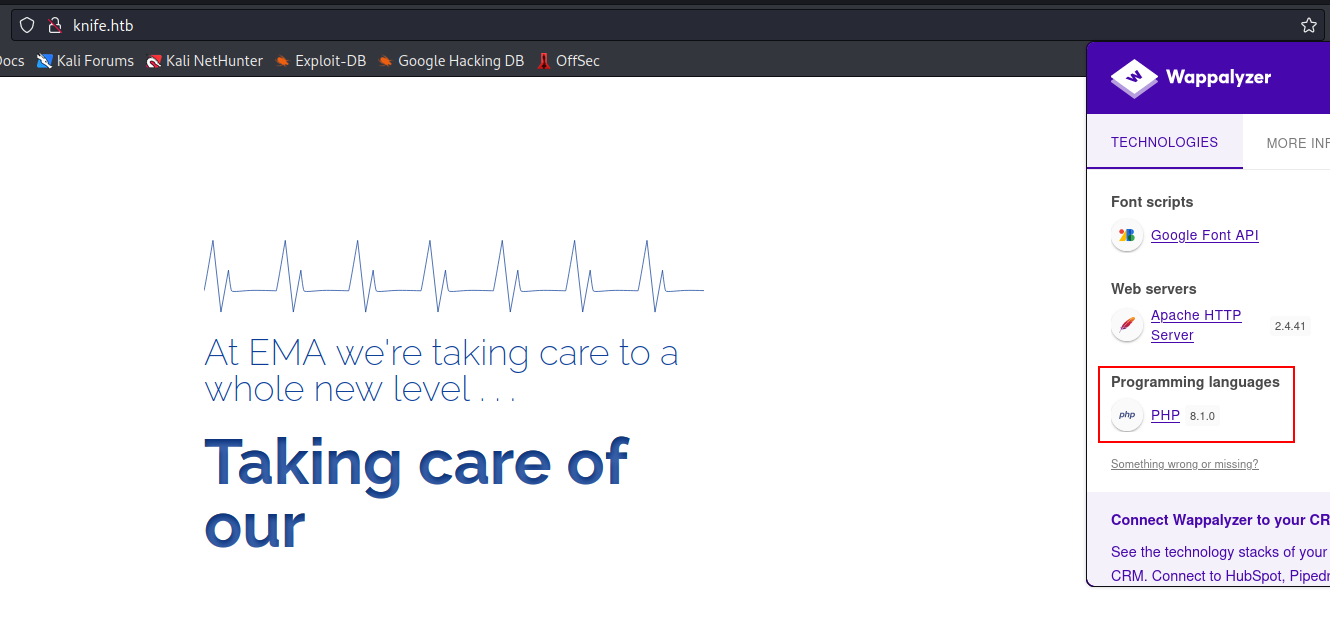 knife.htb
Docs Kali Forums Kali NetHunter Exploit-DB Google Hacking DB OffSec
Wappalyzer
TECHNOLOGIES MORE INF
Font scripts
Google Font API
Web servers
Apache HTTP
Server
2.4.41
Programming languages
php PHP 8.1.0
Something wrong or missing?
Connect Wappalyzer to your CR
See the technology stacks of your
CRM. Connect to HubSpot, Pipedr
At EMA we're taking care to a
whole new level . . .
Taking care of
our